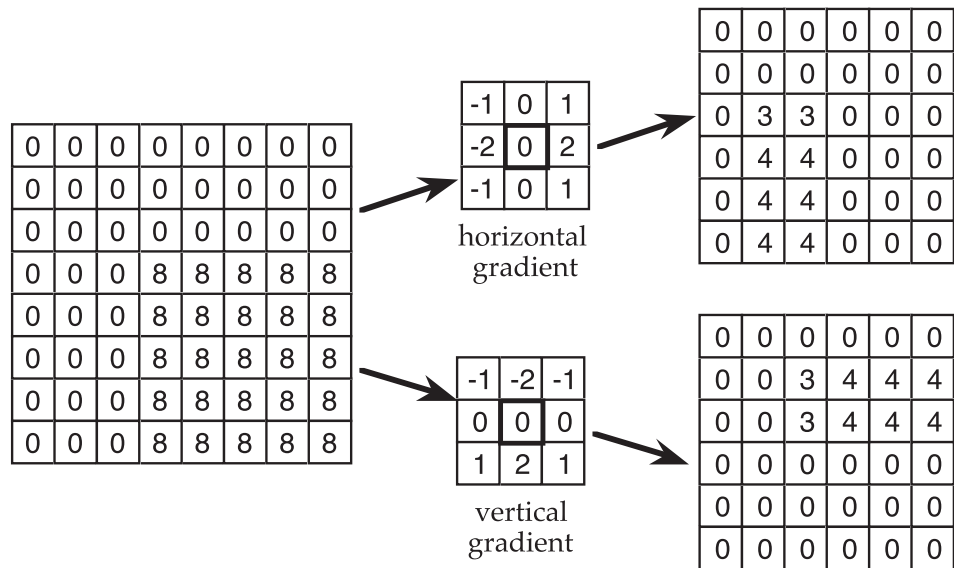 0 0 0 0 0 0 0 0
0 0 0 0 0 0 0 0
0 0 0 0 0 0 0 0
0 0 0 8 8 8 8 8
0 0 0 8 8 8 8 8
0 0 0 8 8 8 8 8
0 0 0 8 8 8 8 8
0 0 0 8 8 8 8 8
-1 0 1
-2 0 2
-1 0 1
horizontal
gradient
0 0 0 0 0 0
0 0 0 0 0 0
0 3 3 0 0 0
0 4 4 0 0 0
0 4 4 0 0 0
0 4 4 0 0 0
-1 -2 -1
0 0 0
1 2 1
vertical
gradient
0 0 0 0 0 0
0 0 3 4 4 4
0 0 3 4 4 4
0 0 0 0 0 0
0 0 0 0 0 0
0 0 0 0 0 0